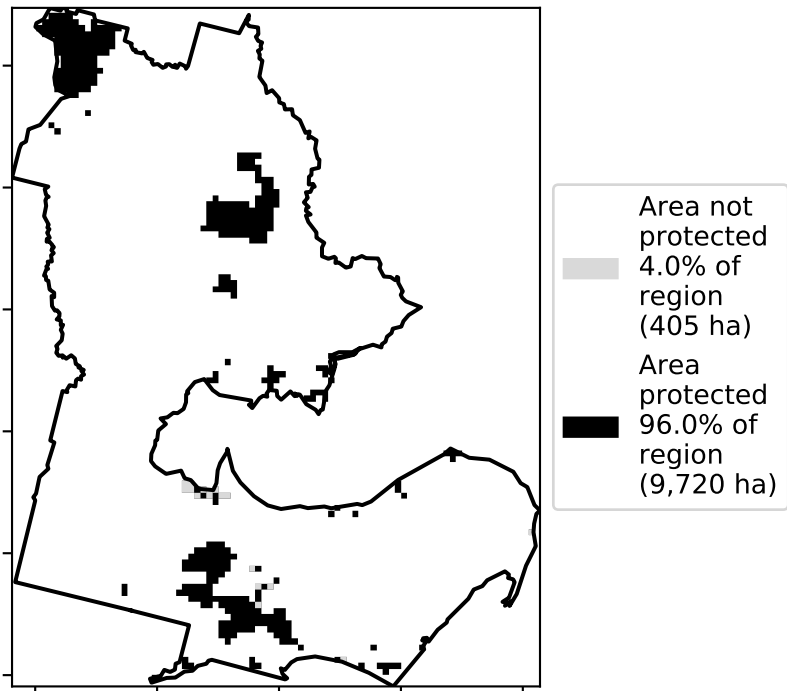 Area not
protected
4.0% of
region
(405 ha)
Area
protected
96.0% of
region
(9,720 ha)